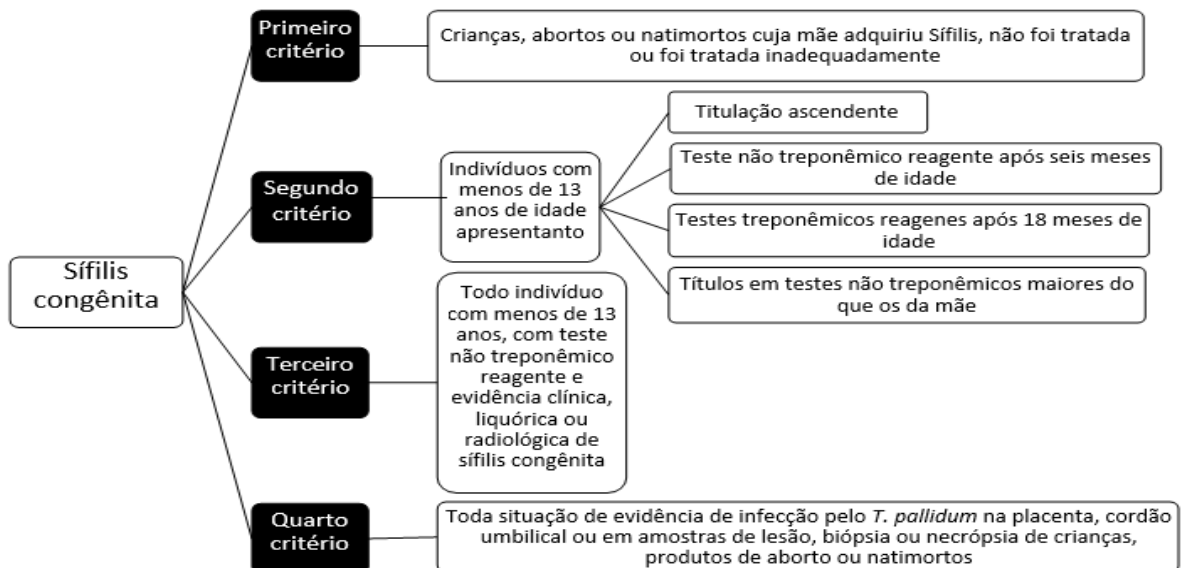 Sífilis
congênita
Primeiro
critério
Crianças, abortos ou natimortos cuja mãe adquiriu Sífilis, não foi tratada
ou foi tratada inadequadamente
Segundo
critério
Indivíduos com
menos de 13
anos de idade
apresentanto
Titulação ascendente
Teste não treponêmico reagente após seis meses
de idade
Testes treponêmicos reagenes após 18 meses de
idade
Títulos em testes não treponêmicos maiores do
que os da mãe
Terceiro
critério
Todo indivíduo
com menos de 13
anos, com teste
não treponêmico
reagente e
evidência clínica,
liquórica ou
radiológica de
sífilis congênita
Quarto
critério
Toda situação de evidência de infecção pelo T. pallidum na placenta, cordão
umbilical ou em amostras de lesão, biópsia ou necrópsia de crianças,
produtos de aborto ou natimortos